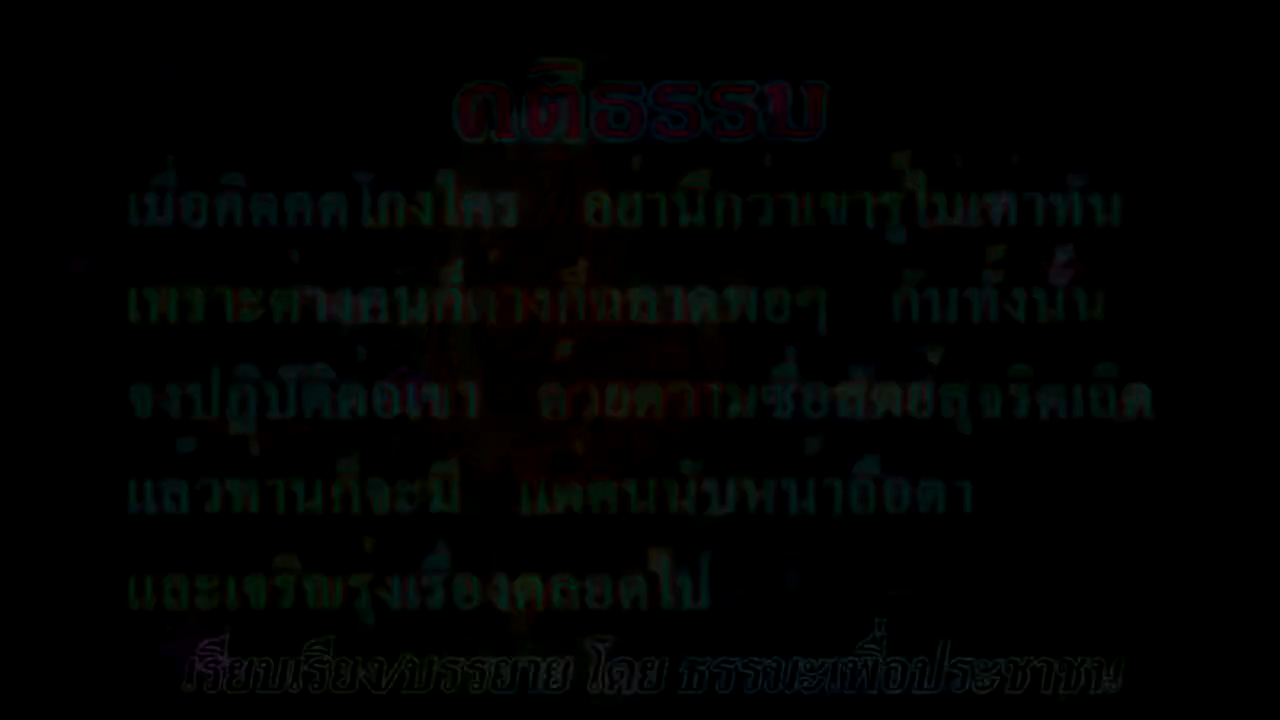 คติธรรม
เมื่อคิดคดโกงใคร อย่านึกว่าเขารู้ไม่เท่าทัน
เพราะต่างคนก็ต่างก็ฉลาดพอๆ กันทั้งนั้น
จงปฏิบัติต่อเขา ด้วยความซื่อสัตย์สุจริตเถิด
แล้วท่านก็จะมี แต่คนนับหน้าถือตา
และเจริญรุ่งเรืองตลอดไป
เรียบเรียง/บรรยาย โดย ธรรมะเพื่อประชาชน